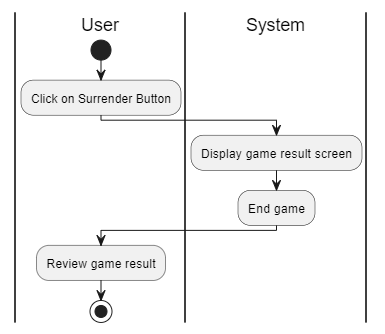 User
System
Click on Surrender Button
Display game result screen
End game
Review game result